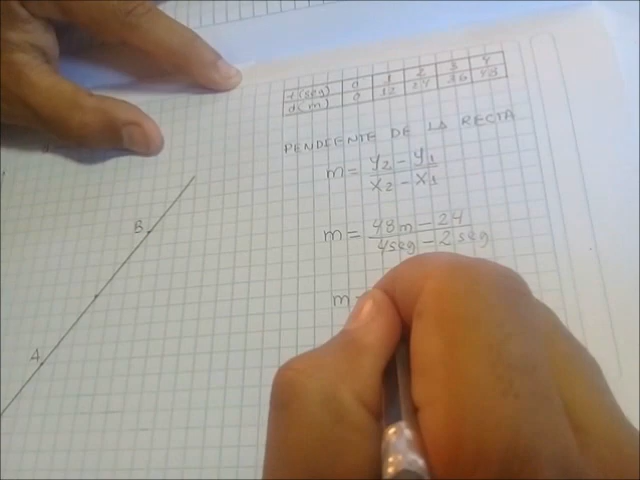 t(seg) 0 1 2 3 4
d(m) 0 12 24 36 48
PENDIENTE DE LA RECTA
m = y2 - y1
x2 - x1
m = 48m - 24
4seg - 2seg
m =
B
A